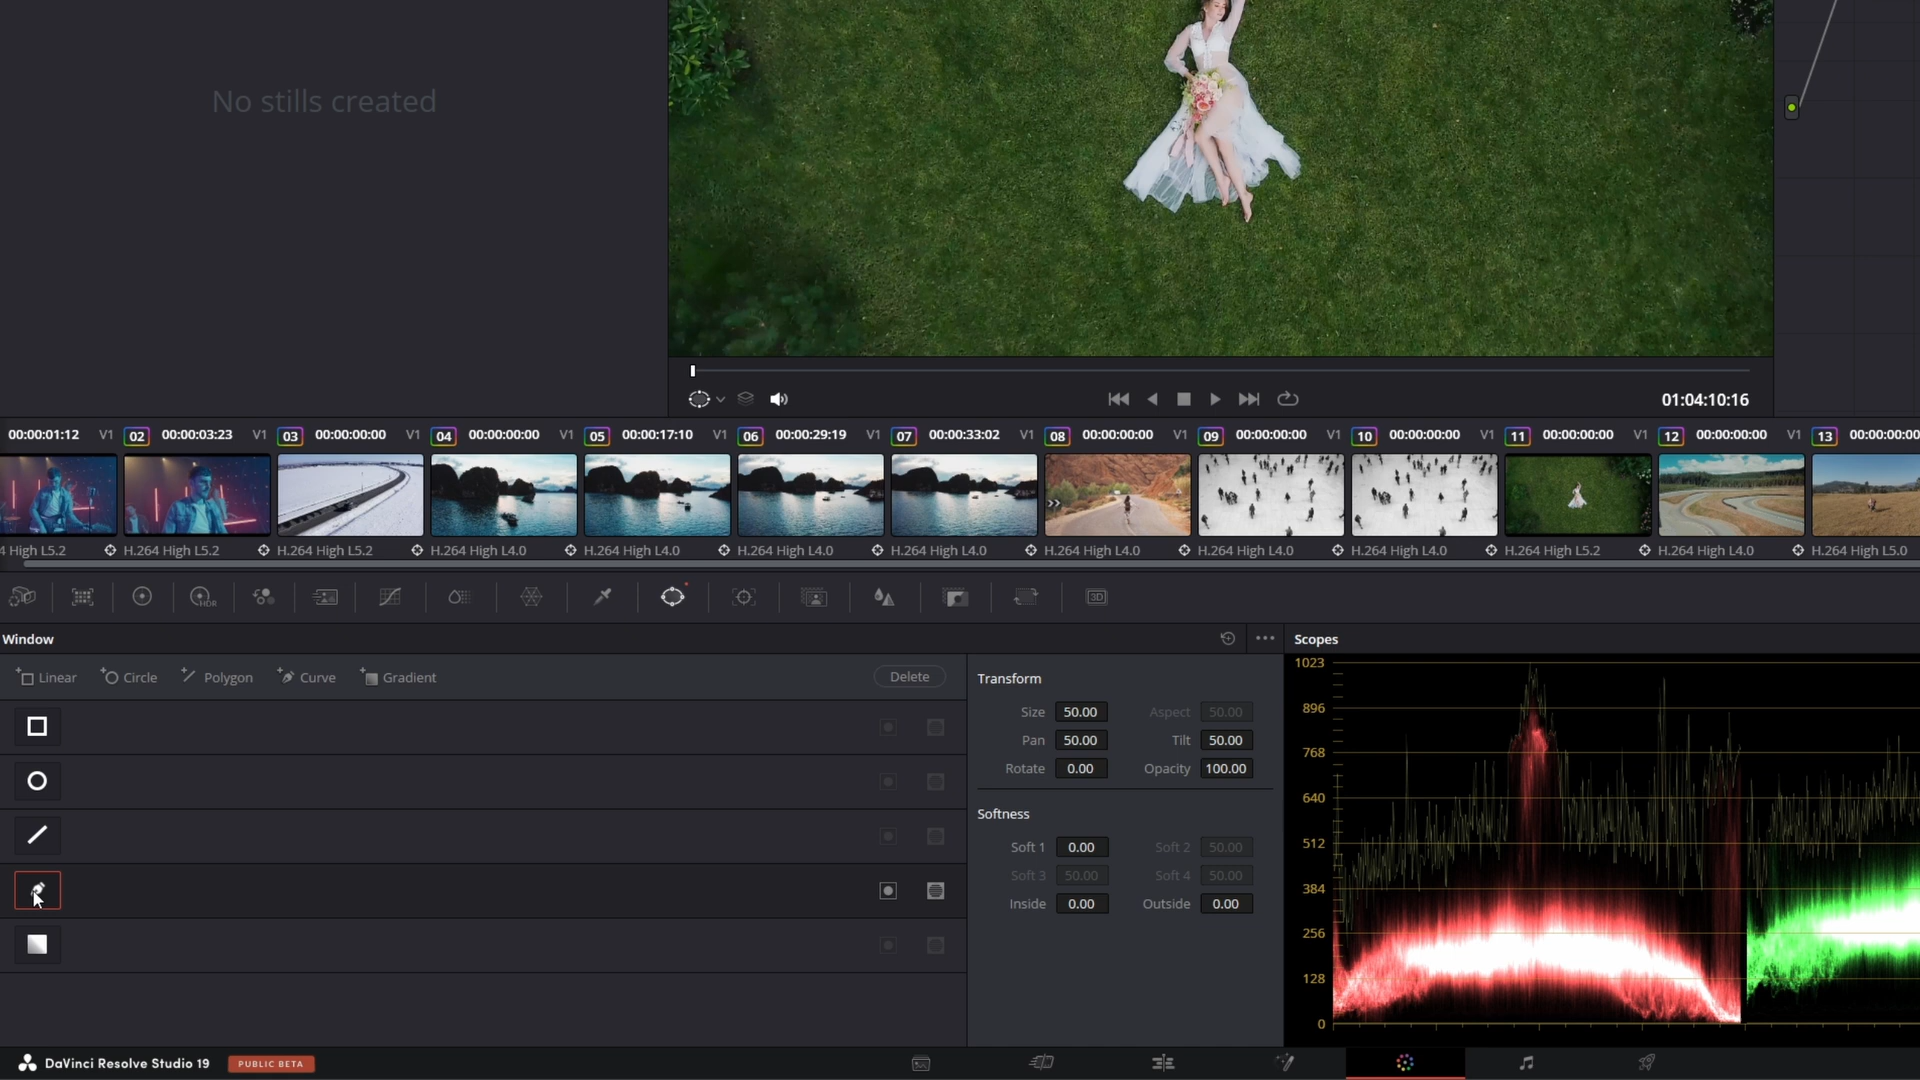 No stills created
01:04:10:16
00:00:01:12 V1 02 00:00:03:23 V1 03 00:00:00:00 V1 04 00:00:00:00 V1 05 00:00:17:10 V1 06 00:00:29:19 V1 07 00:00:33:02 V1 08 00:00:00:00 V1 09 00:00:00:00 V1 10 00:00:00:00 V1 11 00:00:00:00 V1 12 00:00:00:00 V1 13 00:00:00:00
4 High L5.2 H.264 High L5.2 H.264 High L5.2 H.264 High L4.0 H.264 High L4.0 H.264 High L4.0 H.264 High L4.0 H.264 High L4.0 H.264 High L4.0 H.264 High L4.0 H.264 High L5.2 H.264 High L4.0 H.264 High L5.0
HDR 3D
Window
Scopes
Linear Circle Polygon Curve Gradient Delete
Transform
Size 50.00 Aspect 50.00
Pan 50.00 Tilt 50.00
Rotate 0.00 Opacity 100.00
Softness
Soft 1 0.00 Soft 2 50.00
Soft 3 50.00 Soft 4 50.00
Inside 0.00 Outside 0.00
1023
896
768
640
512
384
256
128
0
DaVinci Resolve Studio 19 PUBLIC BETA